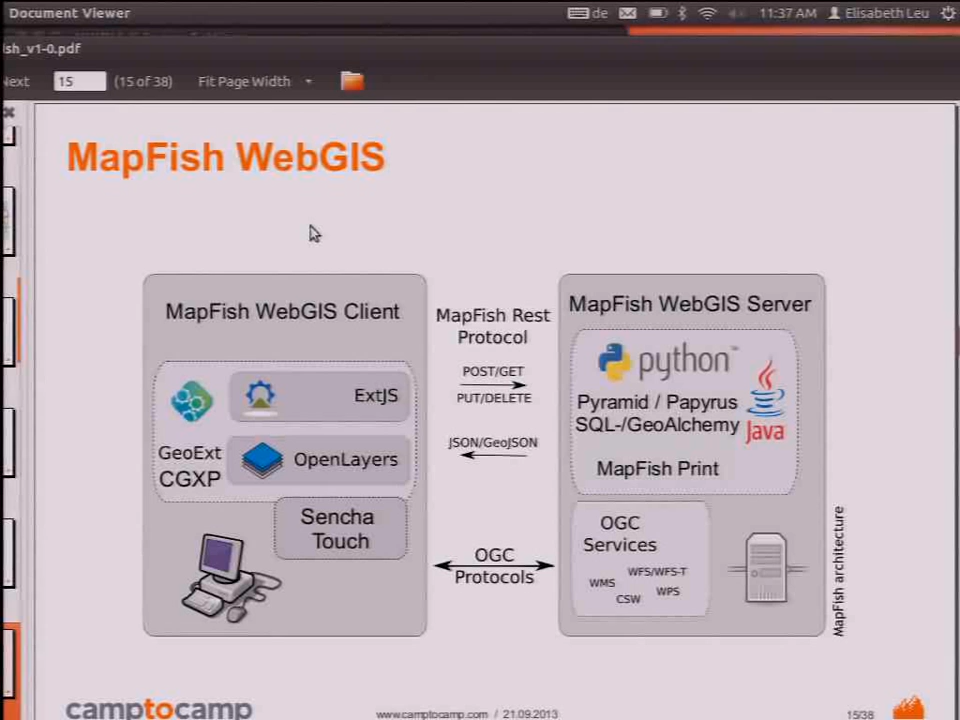 Document Viewer
de
11:37 AM
Elisabeth Leu
ish_v1-0.pdf
Next
15
(15 of 38)
Fit Page Width
MapFish WebGIS
MapFish WebGIS Client
ExtJS
GeoExt
CGXP
OpenLayers
Sencha
Touch
MapFish Rest
Protocol
POST/GET
PUT/DELETE
JSON/GeoJSON
OGC
Protocols
MapFish WebGIS Server
python™
Pyramid / Papyrus
SQL-/GeoAlchemy
Java
MapFish Print
OGC
Services
WMS
WFS/WFS-T
CSW
WPS
MapFish architecture
camptocamp
www.camptocamp.com / 21.09.2013
15/38